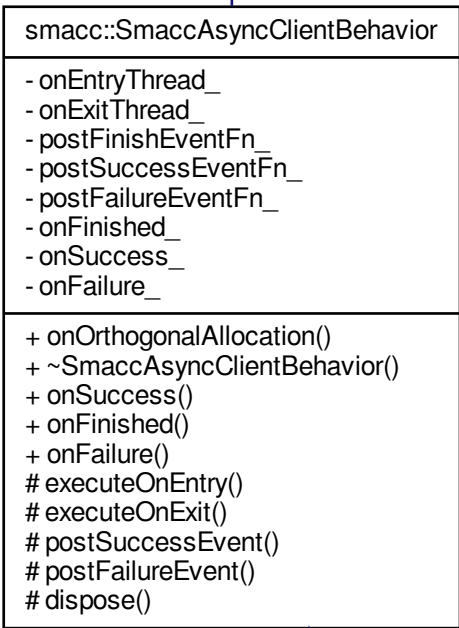 smacc::SmaccAsyncClientBehavior
- onEntryThread_
- onExitThread_
- postFinishEventFn_
- postSuccessEventFn_
- postFailureEventFn_
- onFinished_
- onSuccess_
- onFailure_
+ onOrthogonalAllocation()
+ ~SmaccAsyncClientBehavior()
+ onSuccess()
+ onFinished()
+ onFailure()
# executeOnEntry()
# executeOnExit()
# postSuccessEvent()
# postFailureEvent()
# dispose()